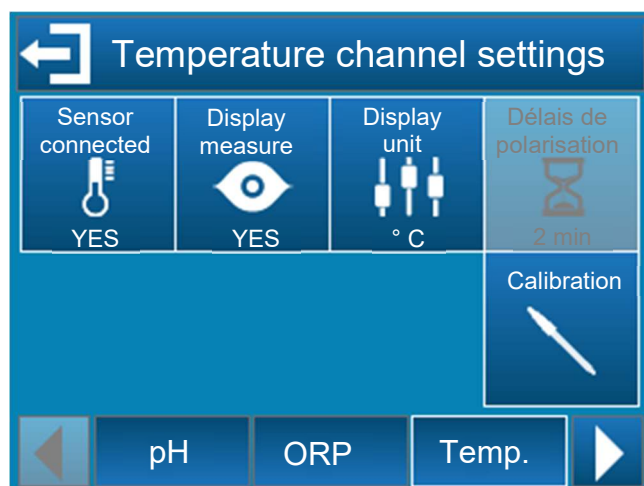 Temperature channel settings
Sensor
connected
YES
Display
measure
YES
Display
unit
° C
Délais de
polarisation
2 min
Calibration
pH
ORP
Temp.